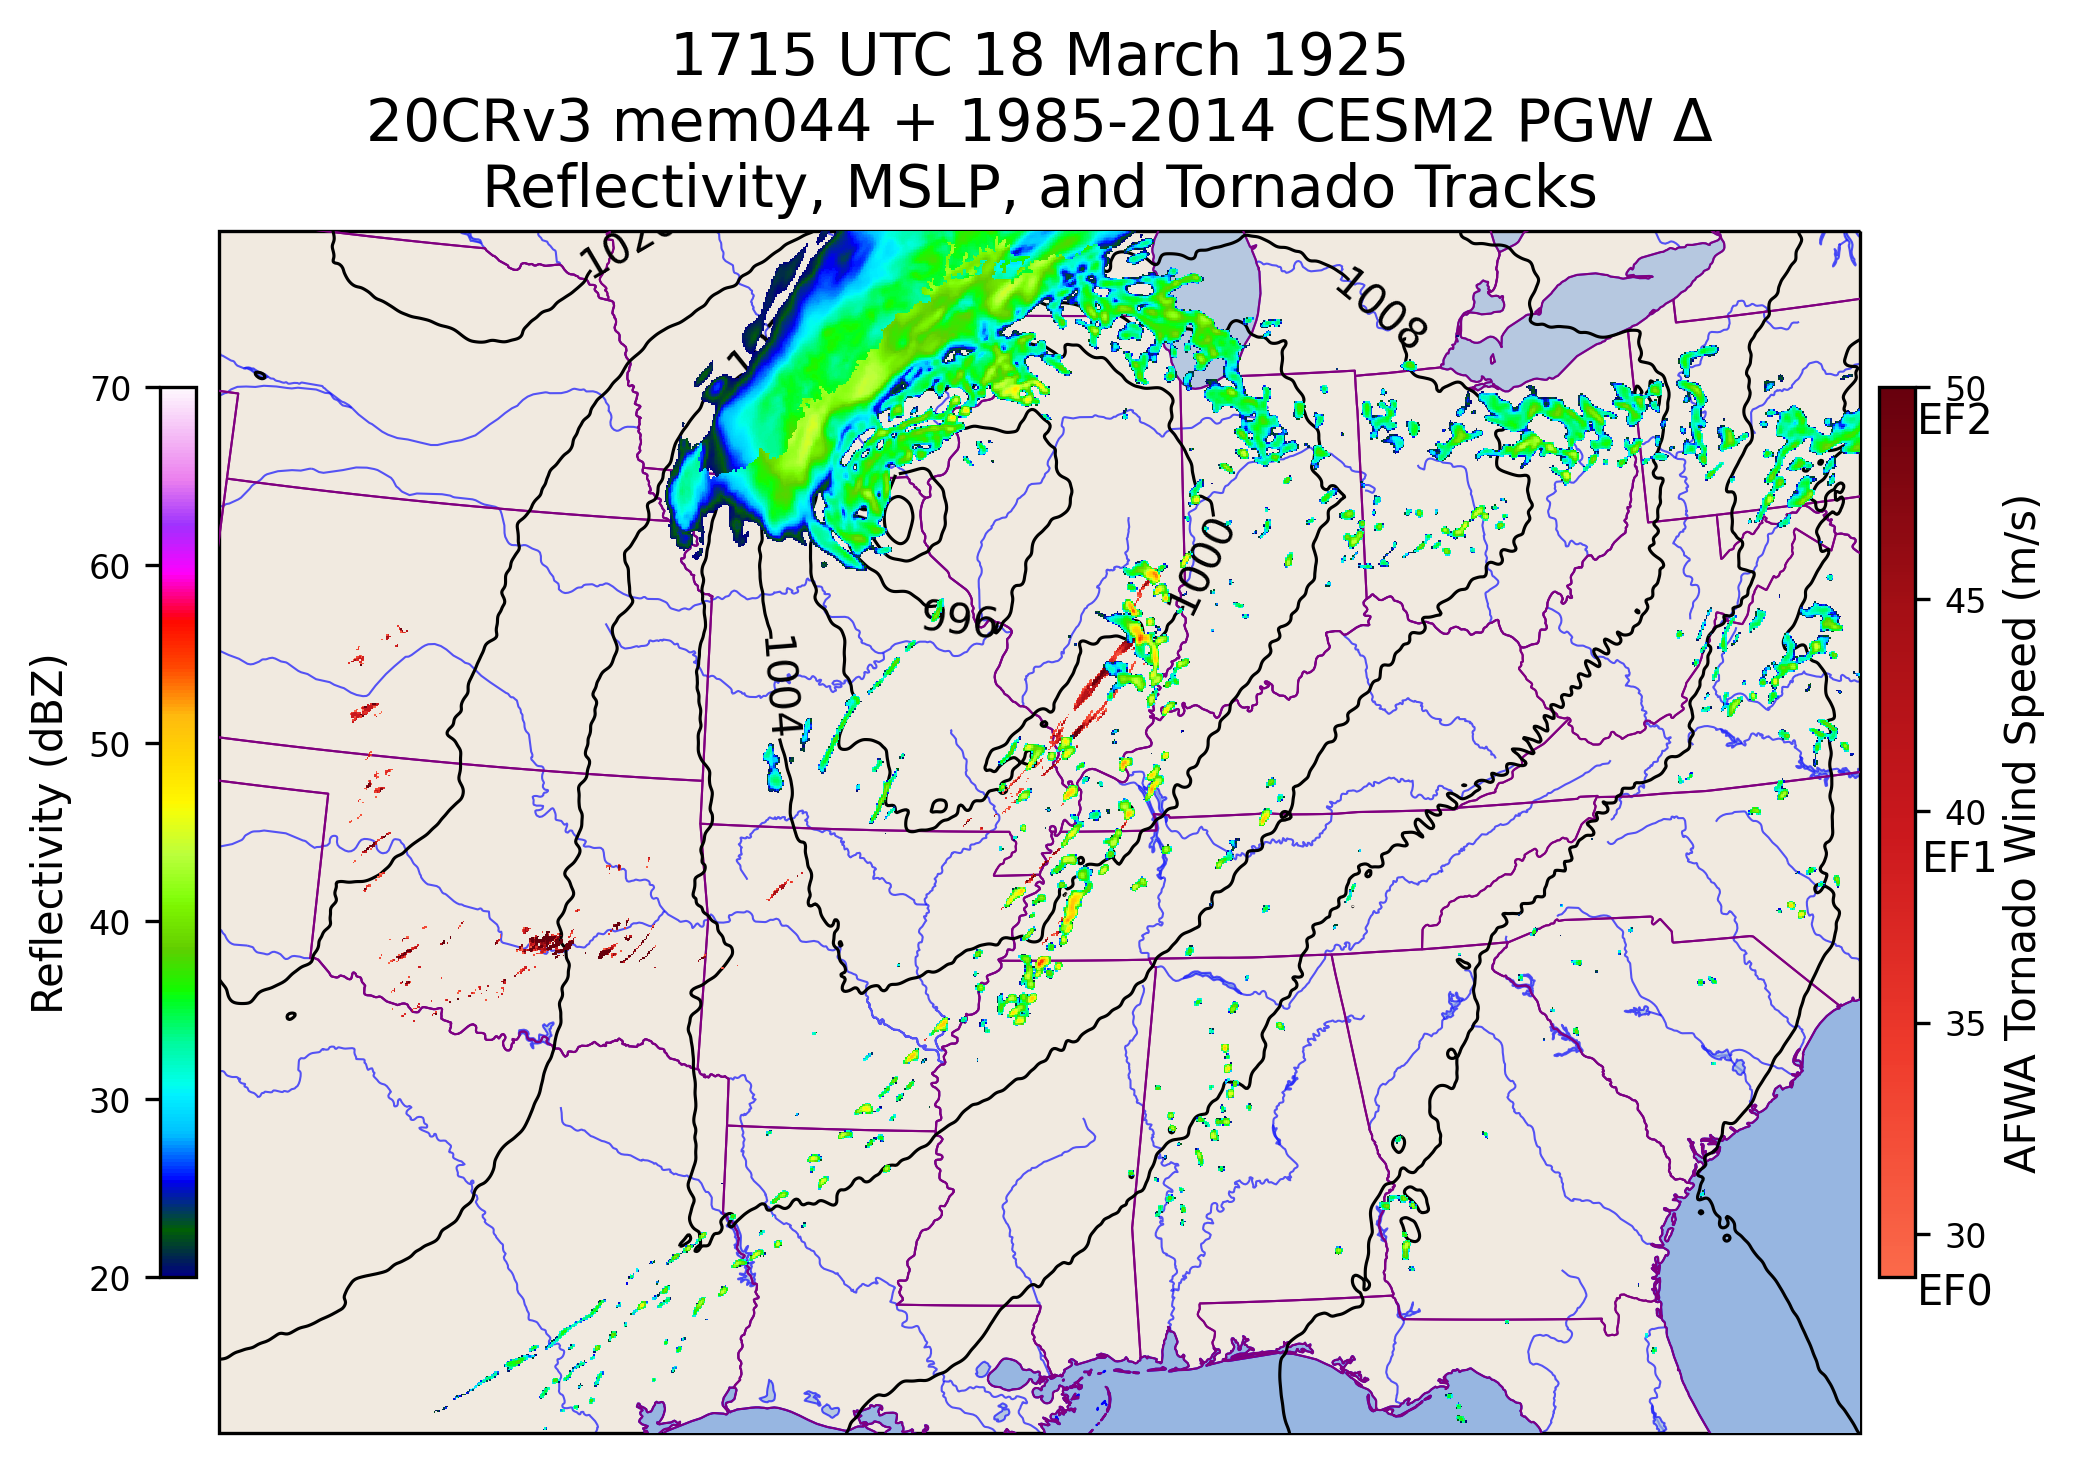 1715 UTC 18 March 1925
20CRv3 mem044 + 1985-2014 CESM2 PGW Δ
Reflectivity, MSLP, and Tornado Tracks
1008
1000
996
1004
70
60
50
40
30
20
Reflectivity (dBZ)
50
EF2
45
40
EF1
35
30
EF0
AFWA Tornado Wind Speed (m/s)